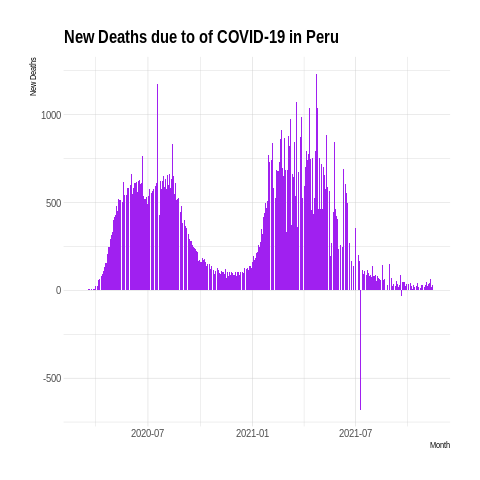 New Deaths due to of COVID-19 in Peru
New Deaths
1000
500
0
-500
2020-07
2021-01
2021-07
Month